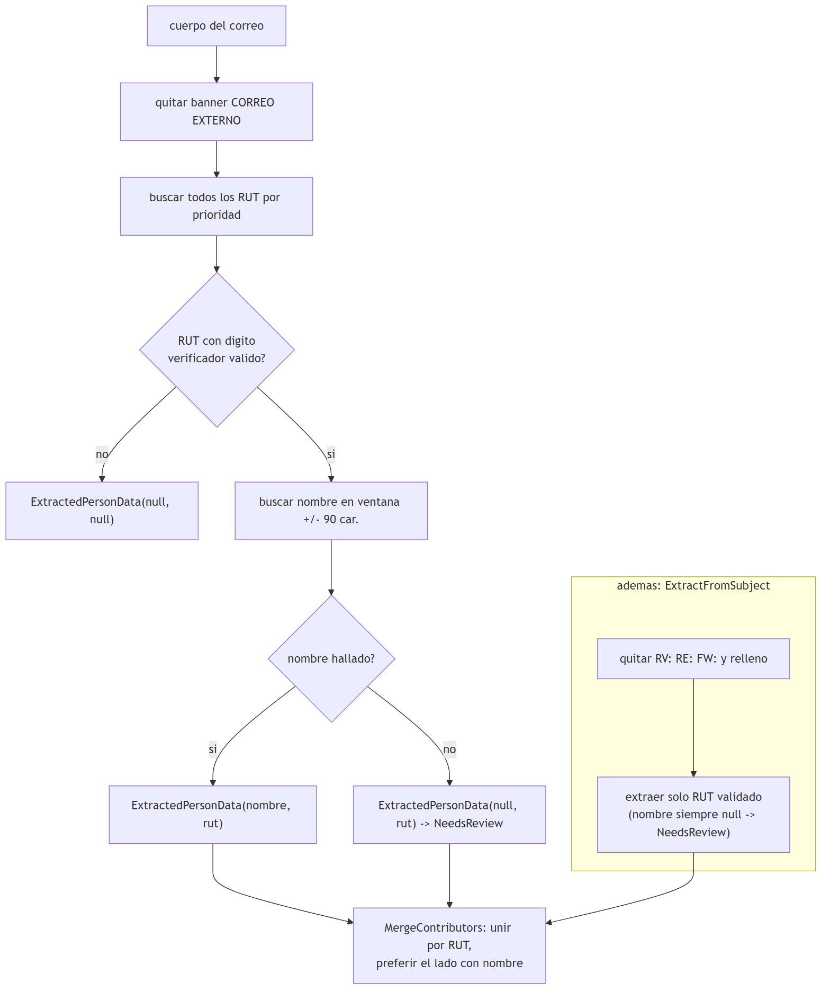 cuerpo del correo
quitar banner CORREO
EXTERNO
buscar todos los RUT por
prioridad
RUT con digito
verificador valido?
no
si
ExtractedPersonData(null,
null)
buscar nombre en ventana
+/- 90 car.
nombre hallado?
si
no
ExtractedPersonData(nombre,
rut)
ExtractedPersonData(null,
rut) -> NeedsReview
ademas: ExtractFromSubject
quitar RV: RE: FW: y relleno
extraer solo RUT validado
(nombre siempre null ->
NeedsReview)
MergeContributors: unir
por RUT,
preferir el lado con nombre